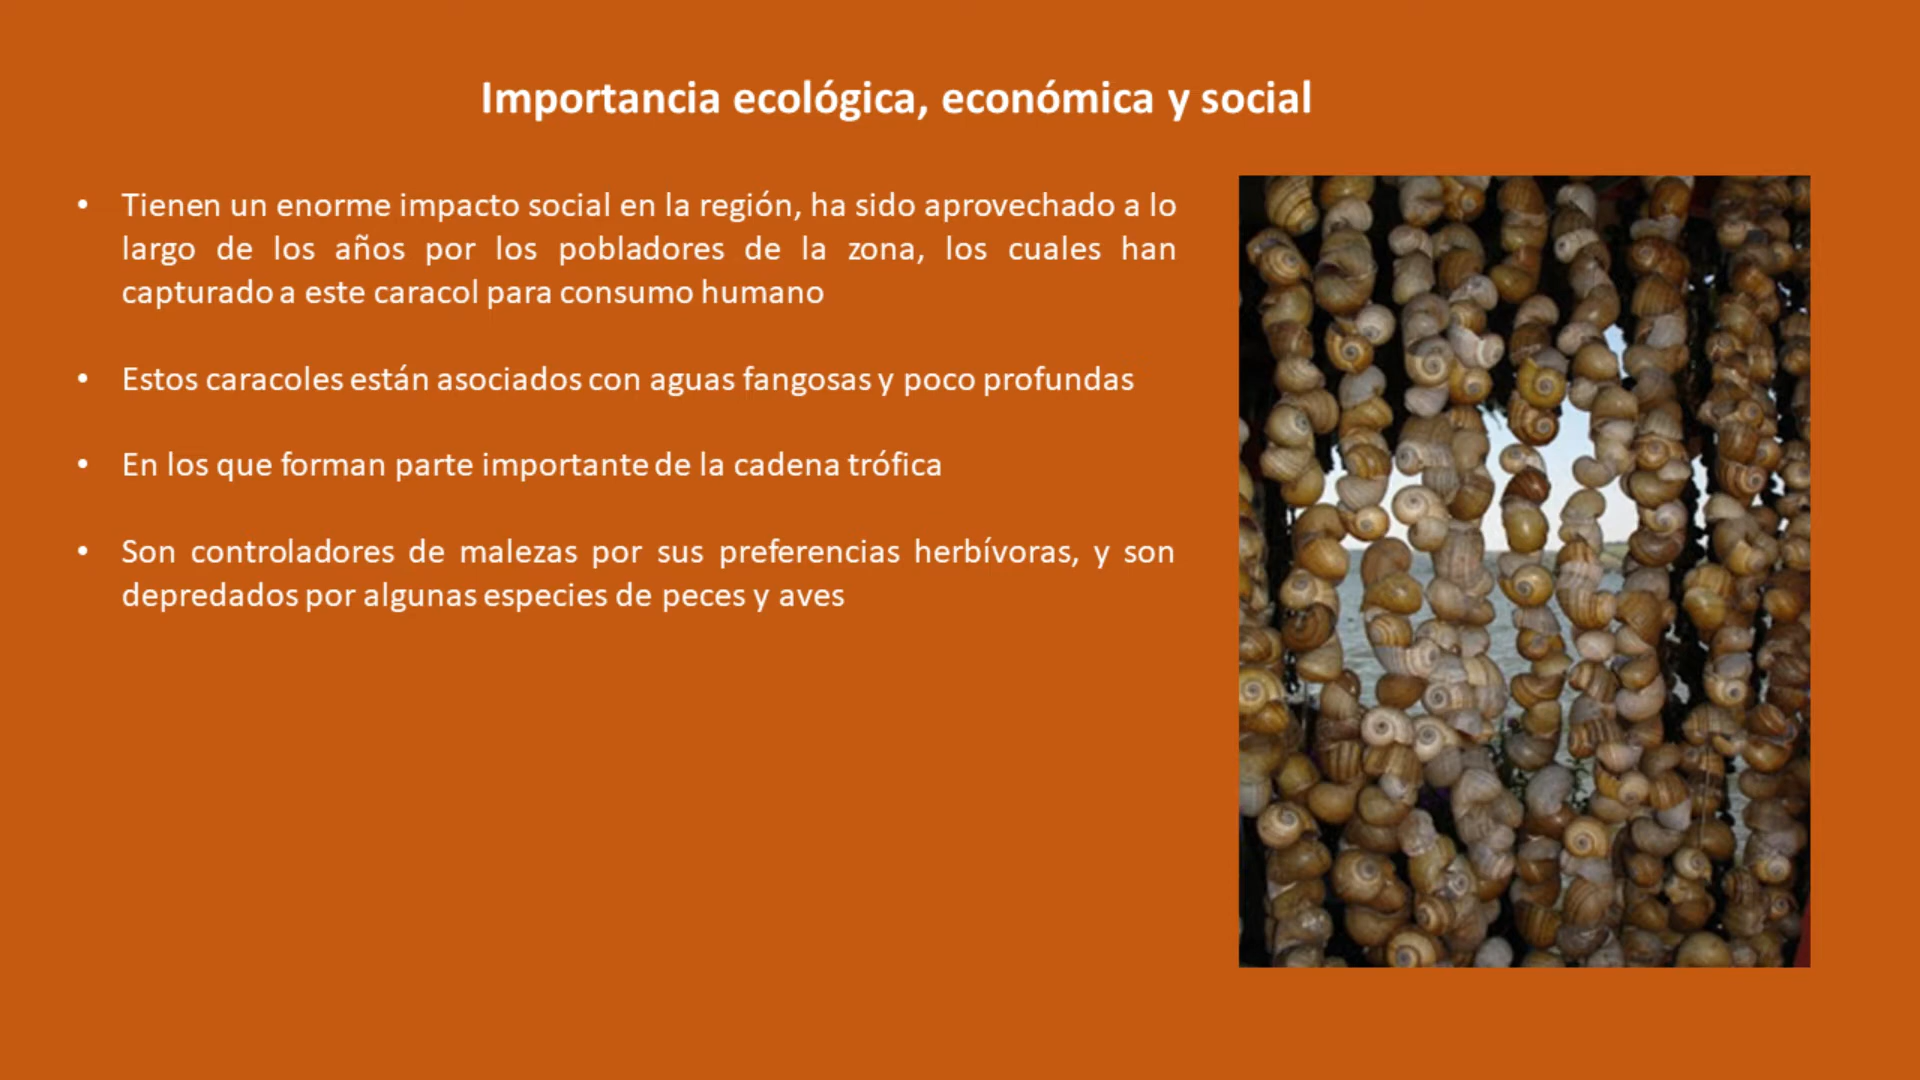 Importancia ecológica, económica y social
• Tienen un enorme impacto social en la región, ha sido aprovechado a lo
largo de los años por los pobladores de la zona, los cuales han
capturado a este caracol para consumo humano
• Estos caracoles están asociados con aguas fangosas y poco profundas
• En los que forman parte importante de la cadena trófica
• Son controladores de malezas por sus preferencias herbívoras, y son
depredados por algunas especies de peces y aves